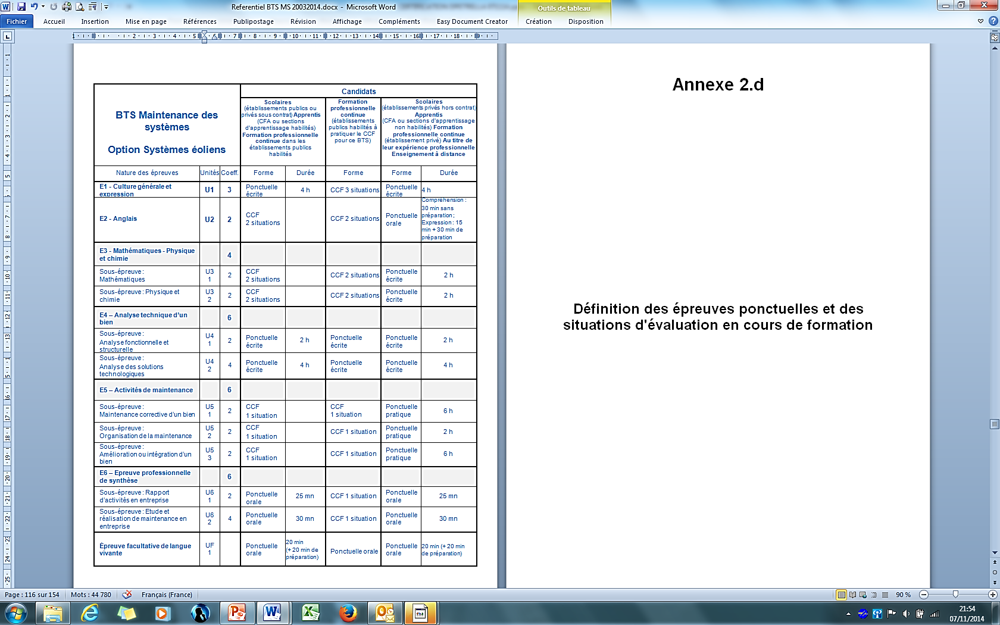 Referentiel BTS MS 20032014.docx - Microsoft Word
Outils de tableau
Fichier Accueil Insertion Mise en page Références Publipostage Révision Affichage Compléments Easy Document Creator Création Disposition
BTS Maintenance des
systèmes
Option Systèmes éoliens
Candidats
Scolaires
(établissements publics ou
privés sous contrat) Apprentis
(CFA ou sections
d'apprentissage habilités)
Formation professionnelle
continue dans les
établissements publics
habilités
Formation
professionnelle
continue
(établissements
publics habilités à
pratiquer le CCF
pour ce BTS)
Scolaires
(établissements privés hors contrat)
Apprentis
(CFA ou sections d'apprentissage
non habilités) Formation
professionnelle continue
(établissement privé) Au titre de
leur expérience professionnelle
Enseignement à distance
Nature des épreuves Unités Coeff. Forme Durée Forme Forme Durée
E1 - Culture générale et
expression
U1 3
Ponctuelle
écrite
4 h
CCF 3 situations
Ponctuelle
écrite
4 h
E2 - Anglais
U2 2
CCF
2 situations
CCF 2 situations
Ponctuelle
orale
Compréhension :
30 min sans
préparation ;
Expression : 15
min + 30 min de
préparation
E3 - Mathématiques - Physique
et chimie
4
Sous-épreuve :
Mathématiques
U3
1
2
CCF
2 situations
CCF 2 situations
Ponctuelle
écrite
2 h
Sous-épreuve : Physique et
chimie
U3
2
2
CCF
2 situations
CCF 2 situations
Ponctuelle
écrite
2 h
E4 – Analyse technique d'un
bien
6
Sous-épreuve :
Analyse fonctionnelle et
structurelle
U4
1
2
Ponctuelle
écrite
2 h
Ponctuelle
écrite
Ponctuelle
écrite
2 h
Sous-épreuve :
Analyse des solutions
technologiques
U4
2
4
Ponctuelle
écrite
4 h
Ponctuelle
écrite
Ponctuelle
écrite
4 h
E5 – Activités de maintenance
6
Sous-épreuve :
Maintenance corrective d'un bien
U5
1
2
CCF
1 situation
CCF
1 situation
Ponctuelle
pratique
6 h
Sous-épreuve :
Organisation de la maintenance
U5
2
2
CCF
1 situation
CCF 1 situation
Ponctuelle
pratique
2 h
Sous-épreuve :
Amélioration ou intégration d'un
bien
U5
3
2
CCF
1 situation
CCF 1 situation
Ponctuelle
pratique
6 h
E6 – Epreuve professionnelle
de synthèse
6
Sous-épreuve : Rapport
d'activités en entreprise
U6
1
2
Ponctuelle
orale
25 mn
CCF 1 situation
Ponctuelle
orale
25 mn
Sous-épreuve : Etude et
réalisation de maintenance en
entreprise
U6
2
4
Ponctuelle
orale
30 mn
CCF 1 situation
Ponctuelle
orale
30 mn
Épreuve facultative de langue
vivante
UF
1
Ponctuelle
orale
20 min
(+ 20 min de
préparation)
Ponctuelle orale
Ponctuelle
orale
20 min (+ 20 min
de préparation)
Annexe 2.d
Définition des épreuves ponctuelles et des
situations d'évaluation en cours de formation
Page : 116 sur 154 Mots : 44 780 Français (France) 90 %
21:54
07/11/2014